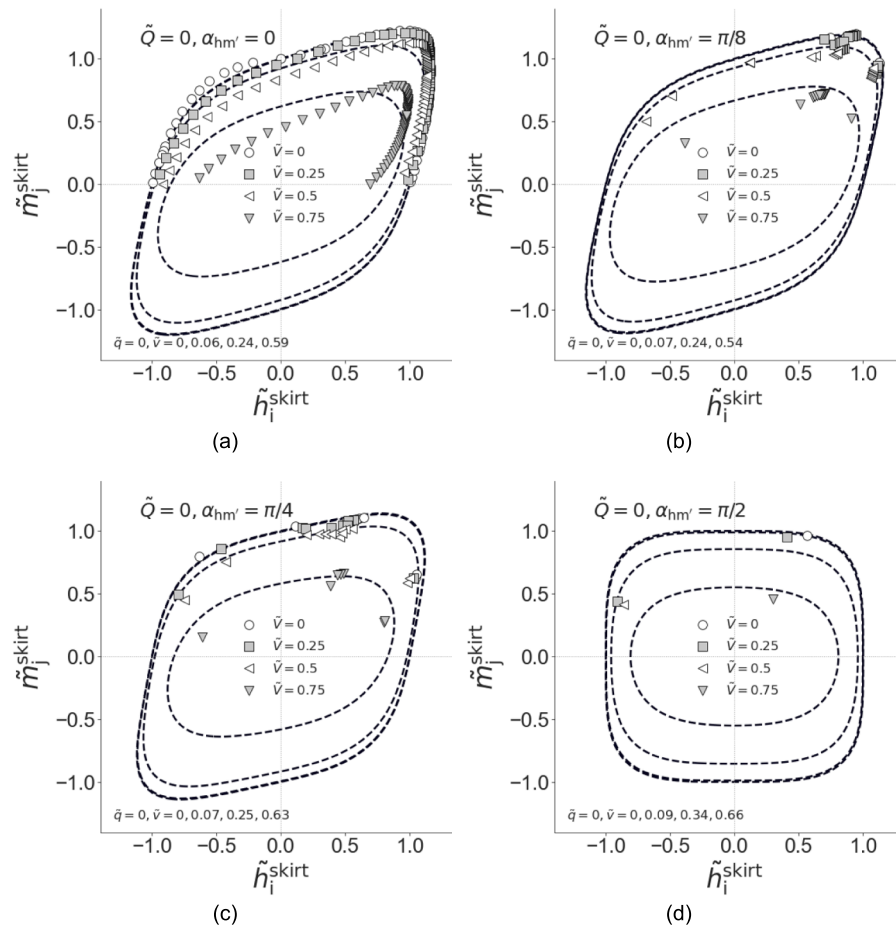 Q̃ = 0, α_hm′ = 0
1.0
0.5
0.0
−0.5
−1.0
m̃_j^skirt
Ṽ = 0
Ṽ = 0.25
Ṽ = 0.5
Ṽ = 0.75
q̃ = 0, ṽ = 0, 0.06, 0.24, 0.59
−1.0 −0.5 0.0 0.5 1.0
h̃_i^skirt
(a)
Q̃ = 0, α_hm′ = π/8
1.0
0.5
0.0
−0.5
−1.0
m̃_j^skirt
Ṽ = 0
Ṽ = 0.25
Ṽ = 0.5
Ṽ = 0.75
q̃ = 0, ṽ = 0, 0.07, 0.24, 0.54
−1.0 −0.5 0.0 0.5 1.0
h̃_i^skirt
(b)
Q̃ = 0, α_hm′ = π/4
1.0
0.5
0.0
−0.5
−1.0
m̃_j^skirt
Ṽ = 0
Ṽ = 0.25
Ṽ = 0.5
Ṽ = 0.75
q̃ = 0, ṽ = 0, 0.07, 0.25, 0.63
−1.0 −0.5 0.0 0.5 1.0
h̃_i^skirt
(c)
Q̃ = 0, α_hm′ = π/2
1.0
0.5
0.0
−0.5
−1.0
m̃_j^skirt
Ṽ = 0
Ṽ = 0.25
Ṽ = 0.5
Ṽ = 0.75
q̃ = 0, ṽ = 0, 0.09, 0.34, 0.66
−1.0 −0.5 0.0 0.5 1.0
h̃_i^skirt
(d)